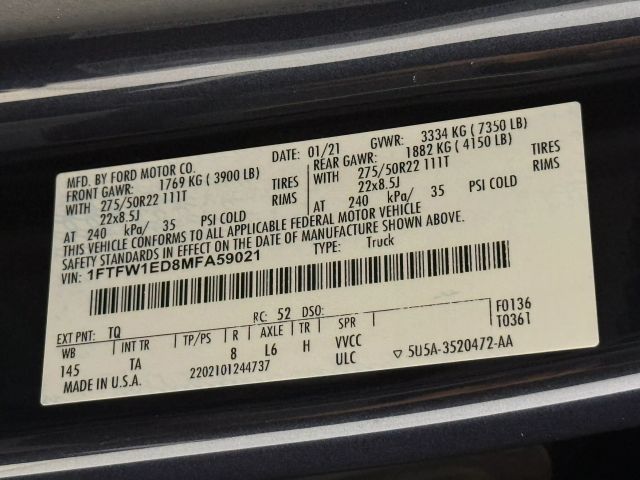 MFD. BY FORD MOTOR CO. DATE: 01/21 GVWR: 3334 KG ( 7350 LB)
FRONT GAWR: 1769 KG ( 3900 LB) REAR GAWR: 1882 KG ( 4150 LB)
WITH 275/50R22 111T TIRES WITH 275/50R22 111T TIRES
22x8.5J RIMS 22x8.5J RIMS
AT 240 kPa/ 35 PSI COLD AT 240 kPa/ 35 PSI COLD
THIS VEHICLE CONFORMS TO ALL APPLICABLE FEDERAL MOTOR VEHICLE
SAFETY STANDARDS IN EFFECT ON THE DATE OF MANUFACTURE SHOWN ABOVE.
VIN: 1FTFW1ED8MFA59021 TYPE: Truck
EXT PNT: TQ RC: 52 DSO: F0136
WB INT TR TP/PS R AXLE TR SPR T0361
145 TA 8 L6 H VVCC
ULC 5U5A-3520472-AA
MADE IN U.S.A. 2202101244737